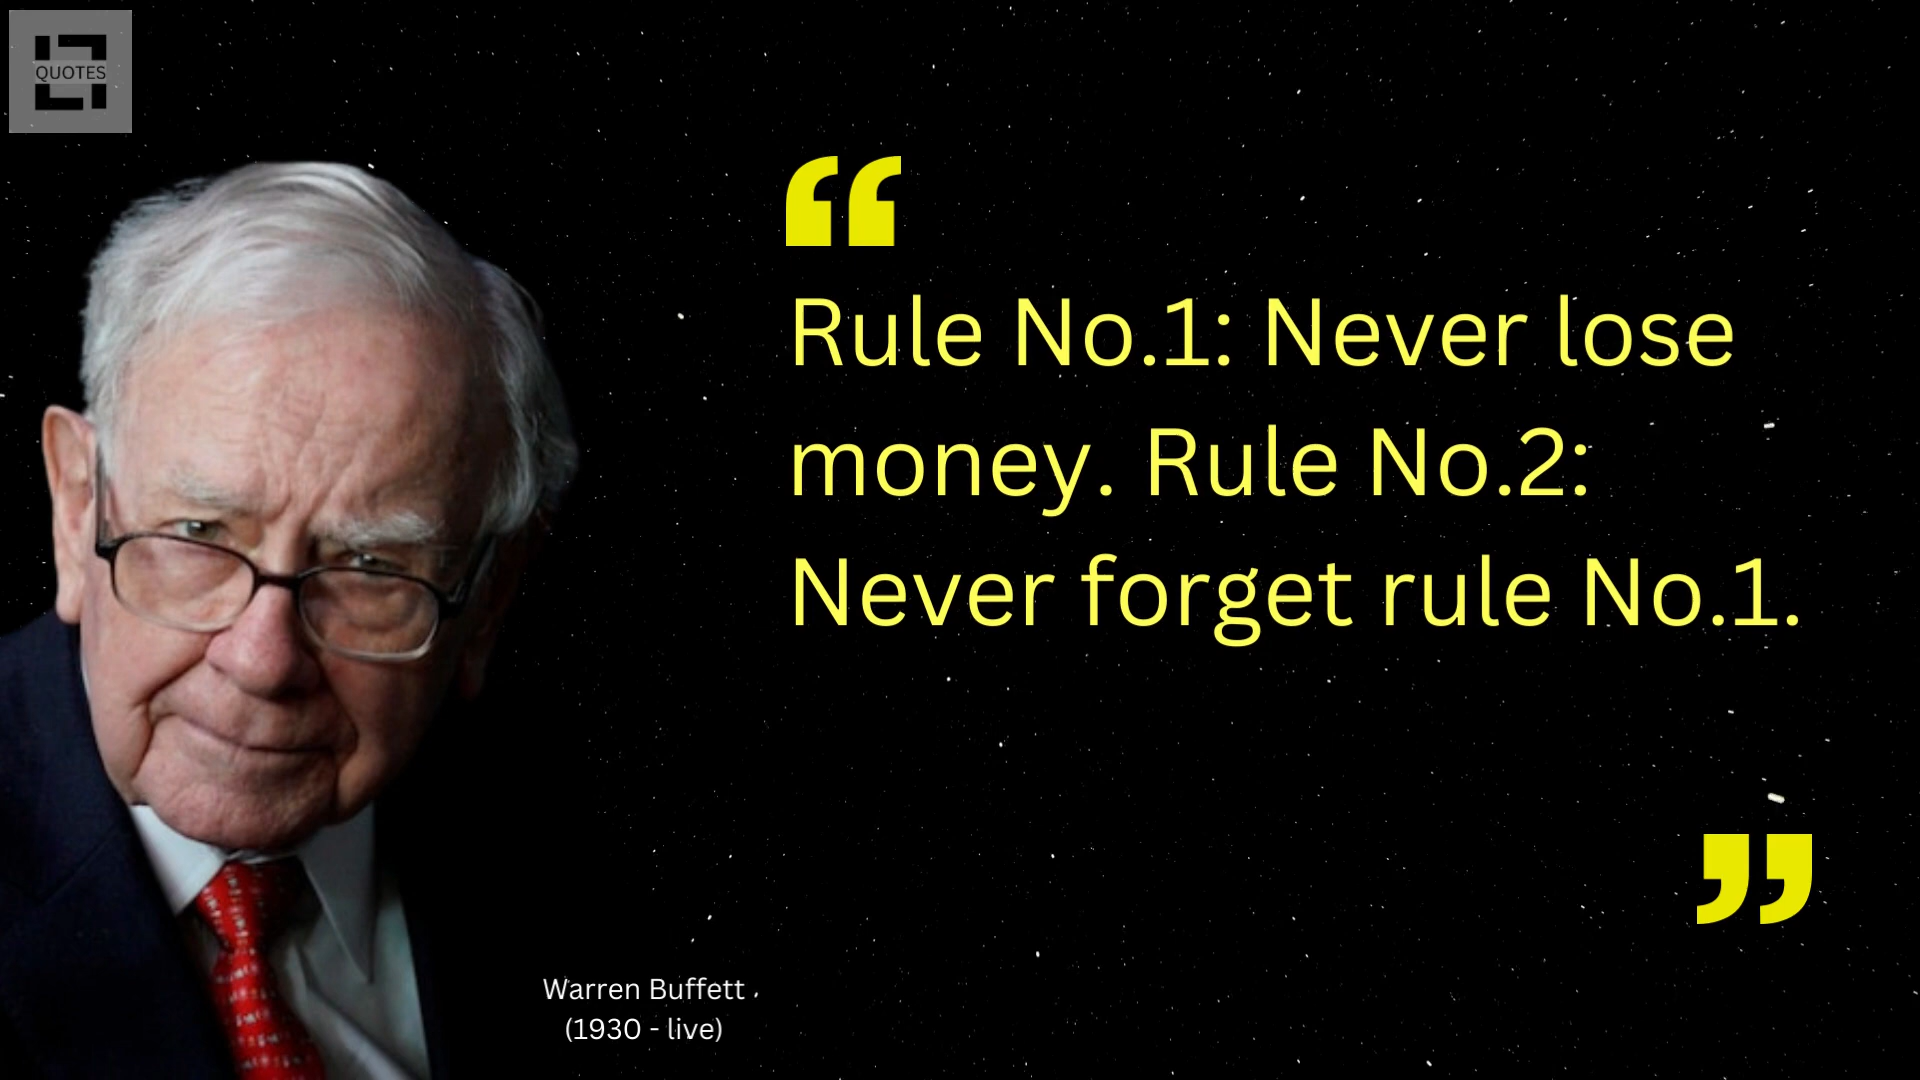 QUOTES
Rule No.1: Never lose
money. Rule No.2:
Never forget rule No.1.
Warren Buffett
(1930 - live)